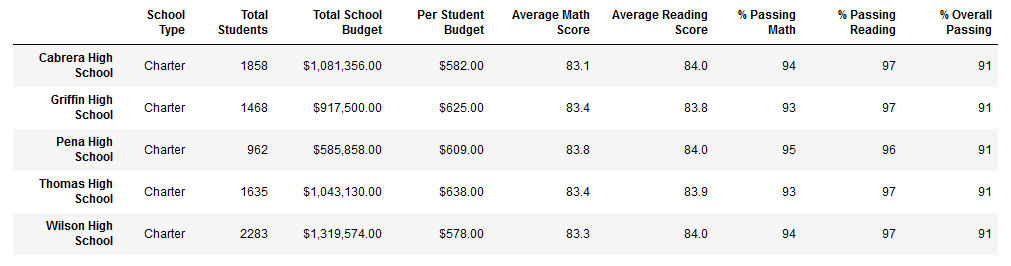 School Type Total Students Total School Budget Per Student Budget Average Math Score Average Reading Score % Passing Math % Passing Reading % Overall Passing
Cabrera High School Charter 1858 $1,081,356.00 $582.00 83.1 84.0 94 97 91
Griffin High School Charter 1468 $917,500.00 $625.00 83.4 83.8 93 97 91
Pena High School Charter 962 $585,858.00 $609.00 83.8 84.0 95 96 91
Thomas High School Charter 1635 $1,043,130.00 $638.00 83.4 83.9 93 97 91
Wilson High School Charter 2283 $1,319,574.00 $578.00 83.3 84.0 94 97 91